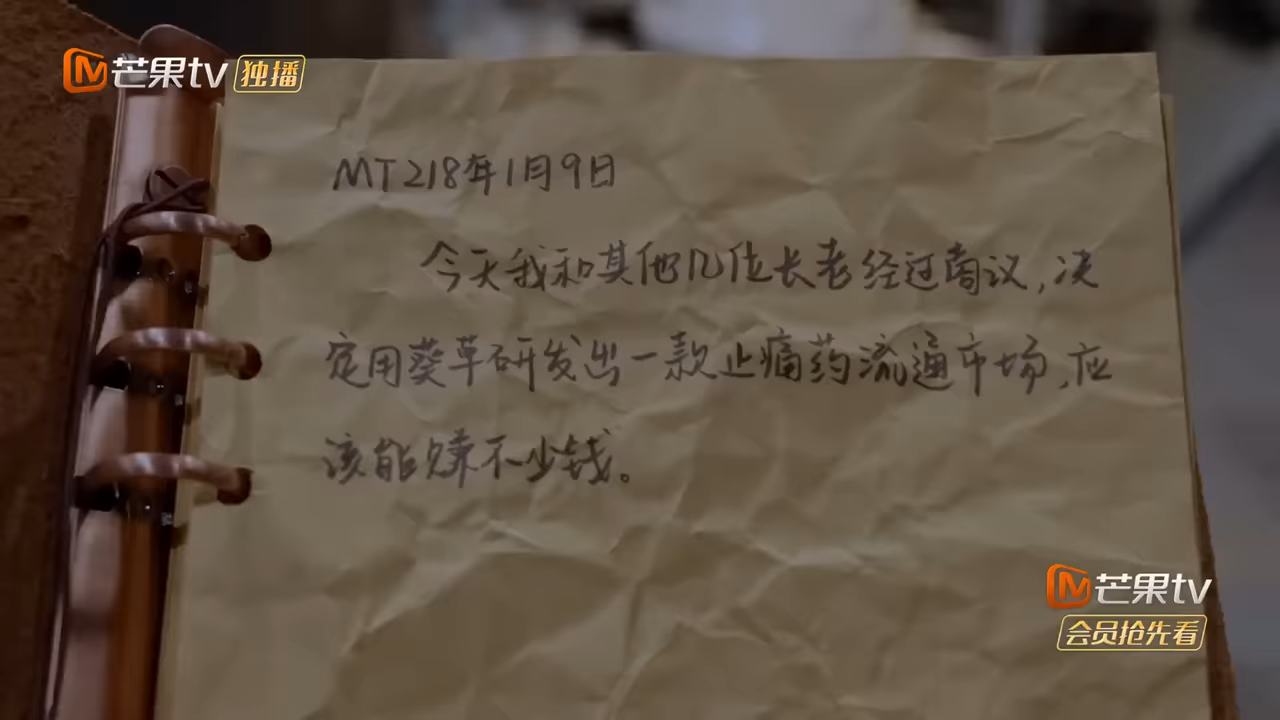 芒果tv 独播
MT218年1月9日
今天我和其他几位长老经过商议,决
定用葵草研发出一款止痛药流通市场,应
该能赚不少钱。
芒果tv
会员抢先看